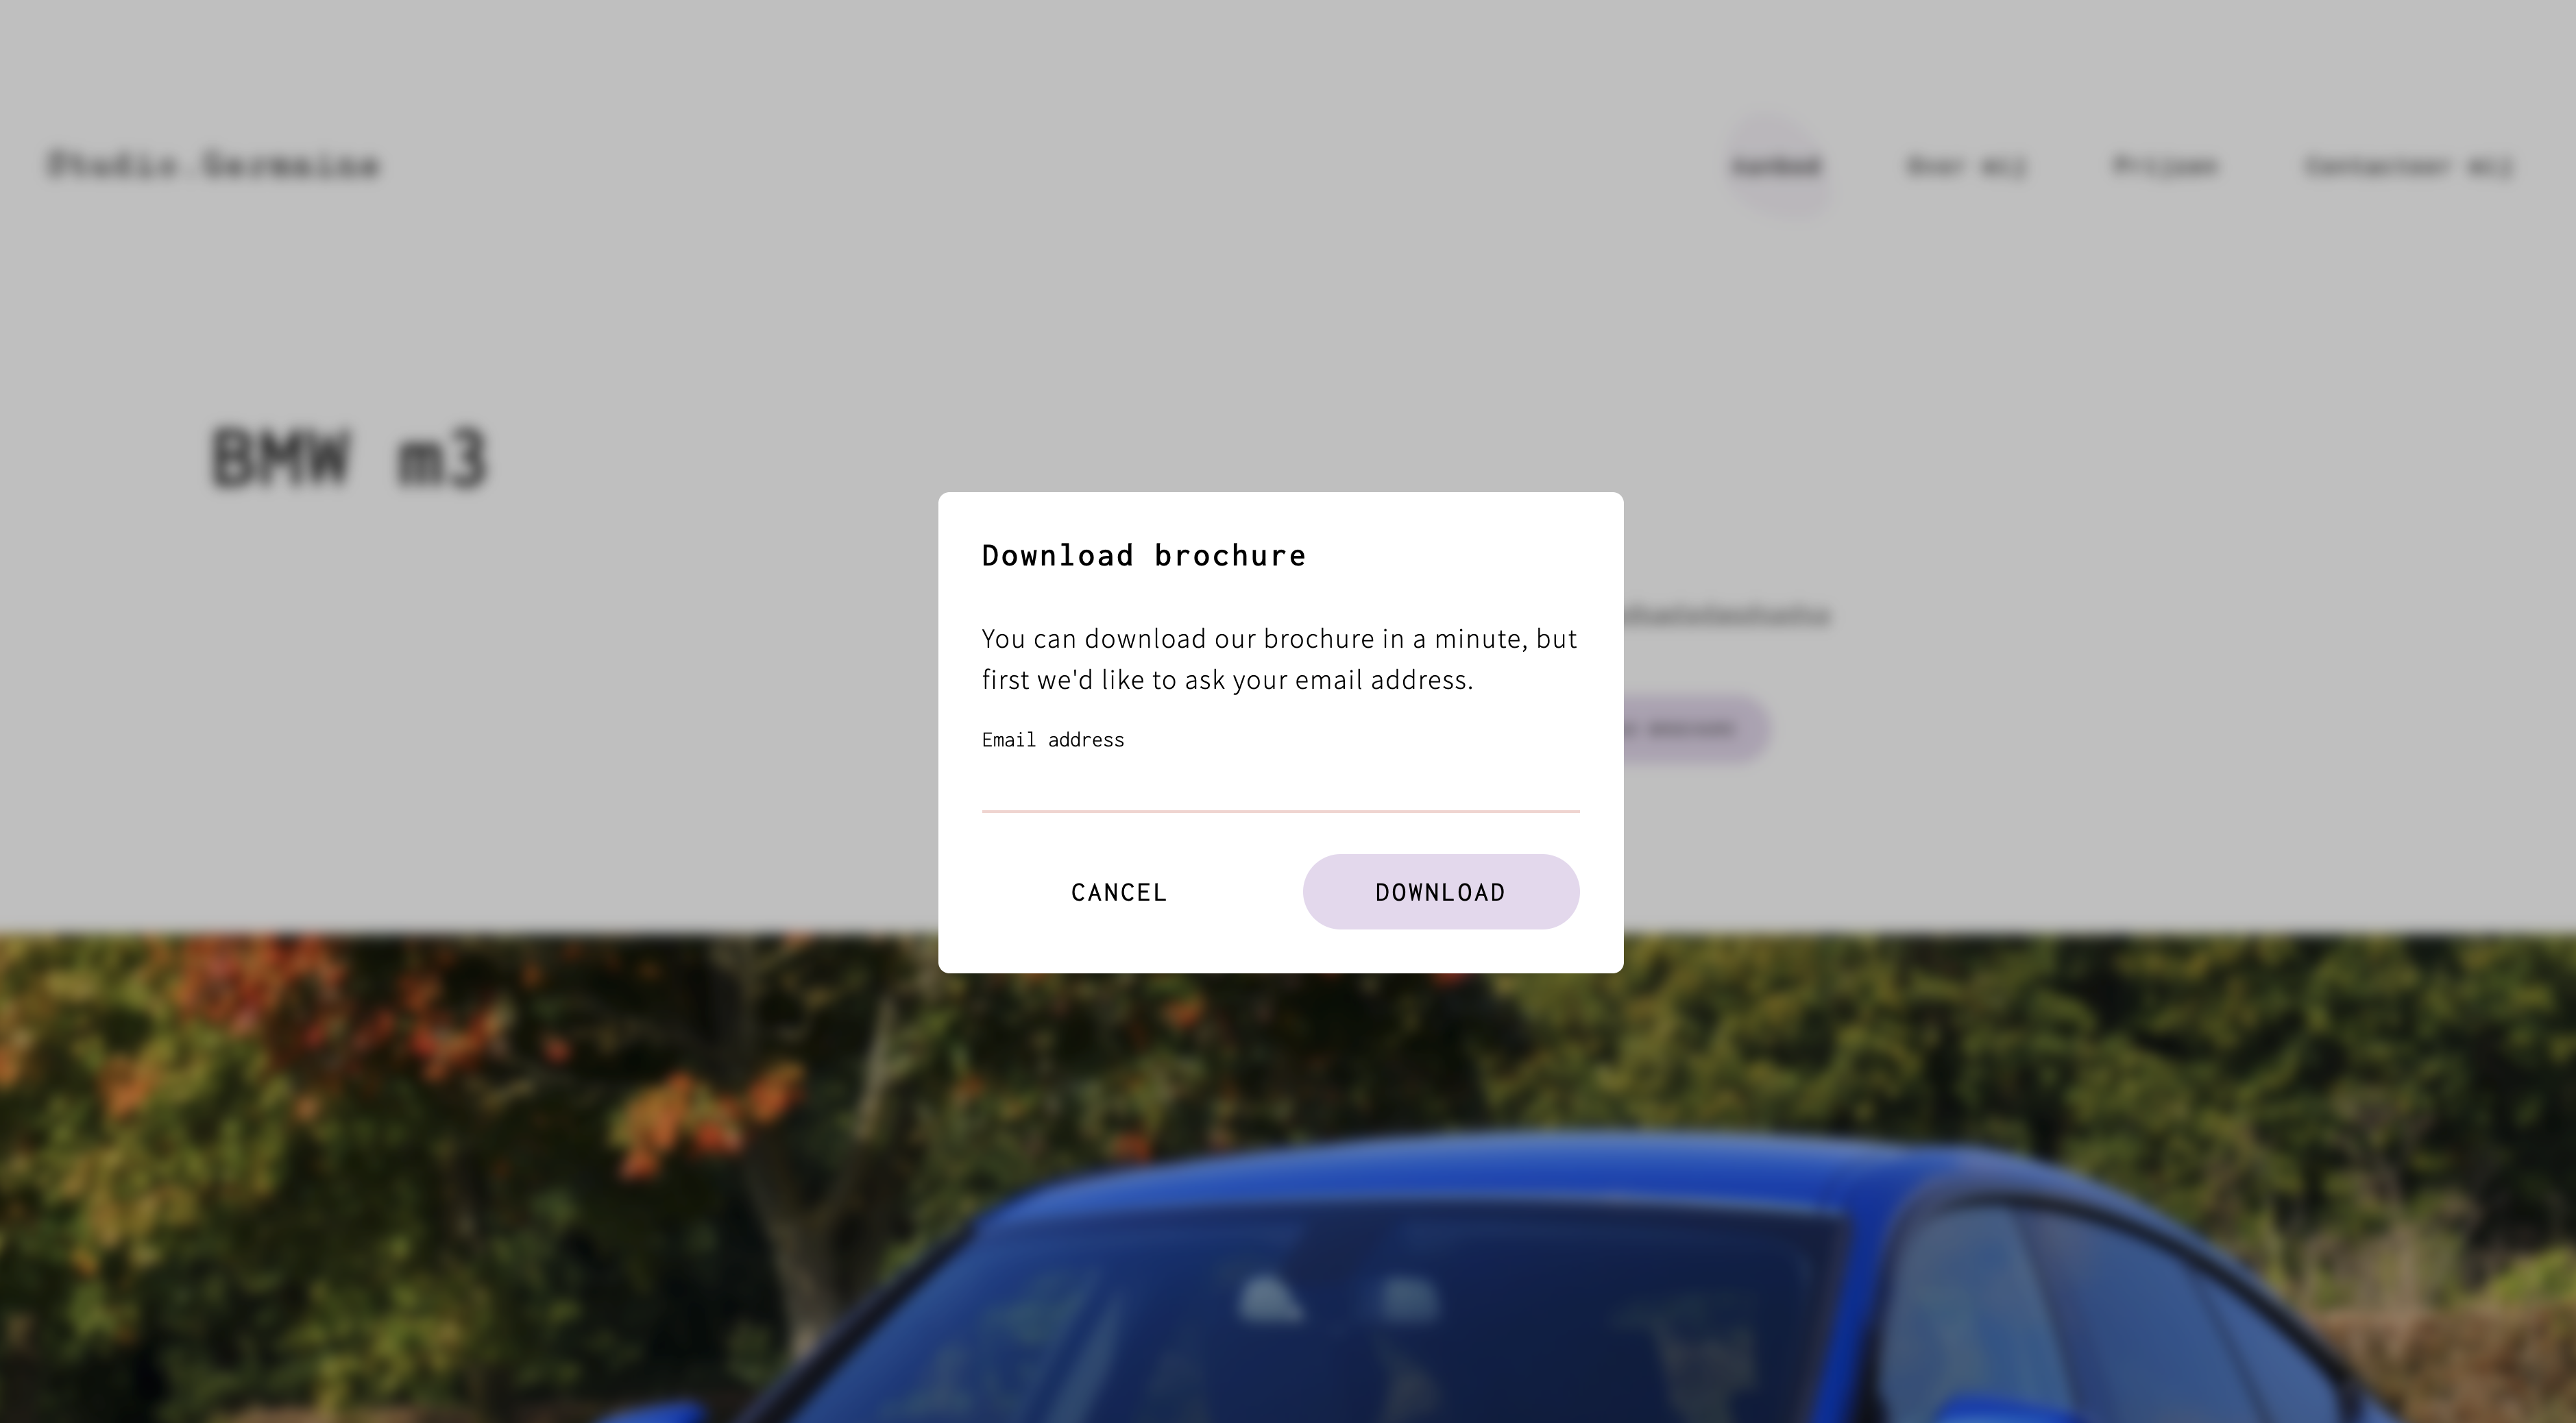 Studio.Germaine
Aanbod Over mij Prijzen Contacteer mij
BMW m3
Download brochure
You can download our brochure in a minute, but
first we'd like to ask your email address.
Email address
CANCEL DOWNLOAD